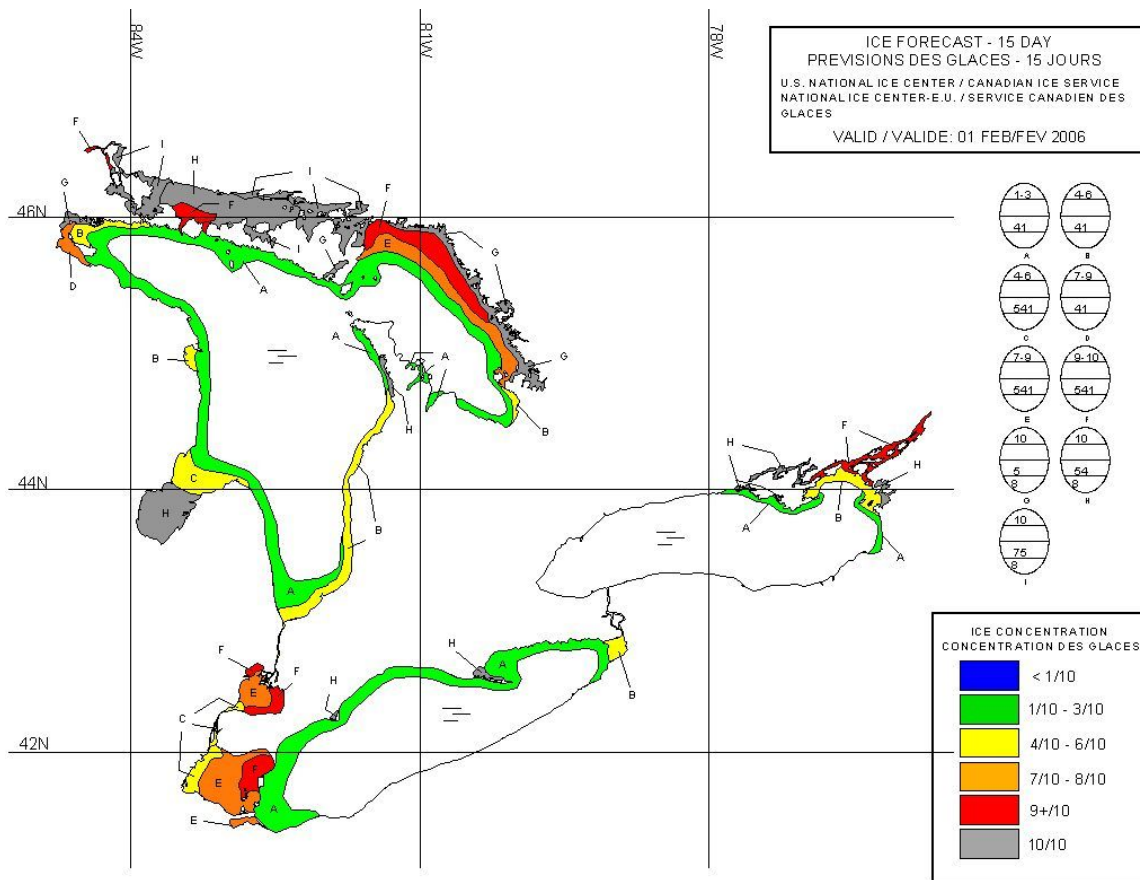 84W
81W
78W
ICE FORECAST - 15 DAY
PREVISIONS DES GLACES - 15 JOURS
U.S. NATIONAL ICE CENTER / CANADIAN ICE SERVICE
NATIONAL ICE CENTER-E.U. / SERVICE CANADIEN DES
GLACES
VALID / VALIDE: 01 FEB/FEV 2006
F
I
H
I
I
F
F
G
46N
B
D
I
G
E
G
A
1-3
41
A
4-6
41
B
4-6
541
C
7-9
41
D
7-9
541
E
9-10
541
F
10
5
8
G
10
54
8
H
10
75
8
I
B
A
A
G
H
B
C
H
44N
B
A
H
F
F
H
A
B
A
F
F
E
C
H
A
B
H
42N
E
F
A
E
ICE CONCENTRATION
CONCENTRATION DES GLACES
< 1/10
1/10 - 3/10
4/10 - 6/10
7/10 - 8/10
9+/10
10/10